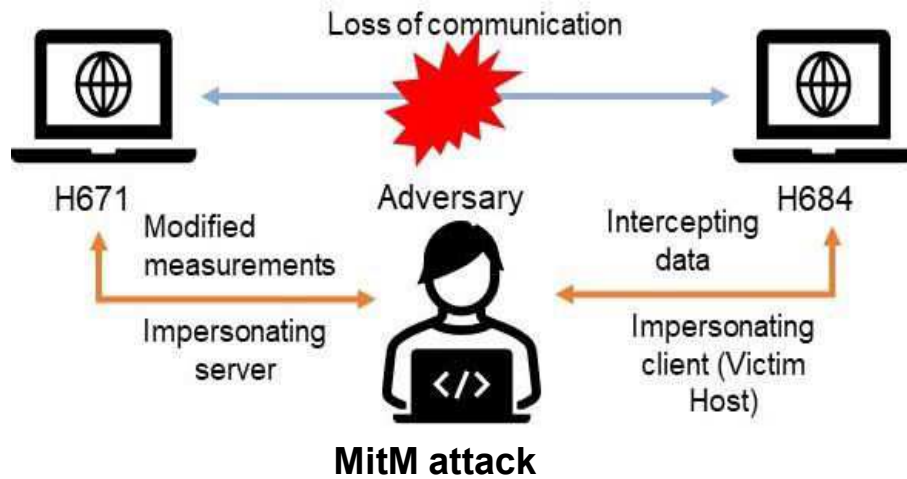 Loss of communication
H671
Adversary
H684
Modified
measurements
Intercepting
data
Impersonating
server
Impersonating
client (Victim
Host)
</>
MitM attack